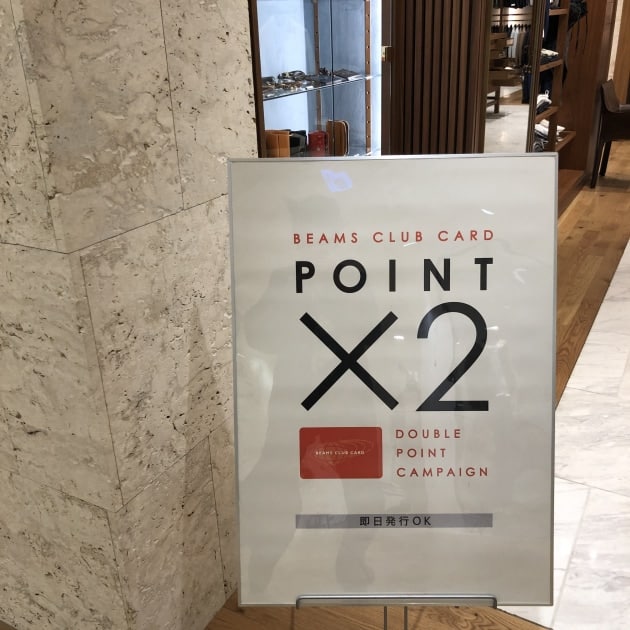 BEAMS CLUB CARD
POINT
×2
BEAMS CLUB CARD
DOUBLE
POINT
CAMPAIGN
即日発行OK